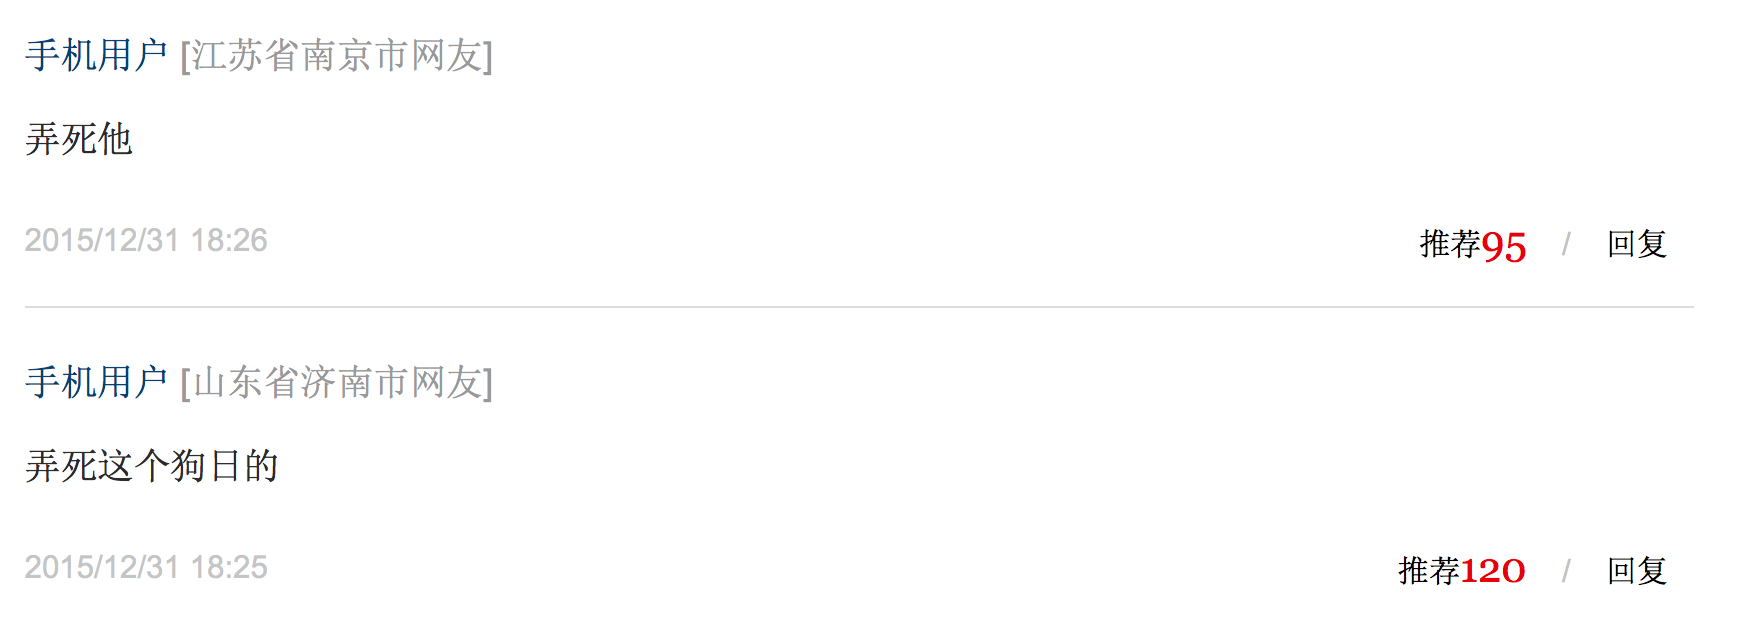 手机用户 [江苏省南京市网友]
弄死他
2015/12/31 18:26 推荐95 / 回复
手机用户 [山东省济南市网友]
弄死这个狗日的
2015/12/31 18:25 推荐120 / 回复